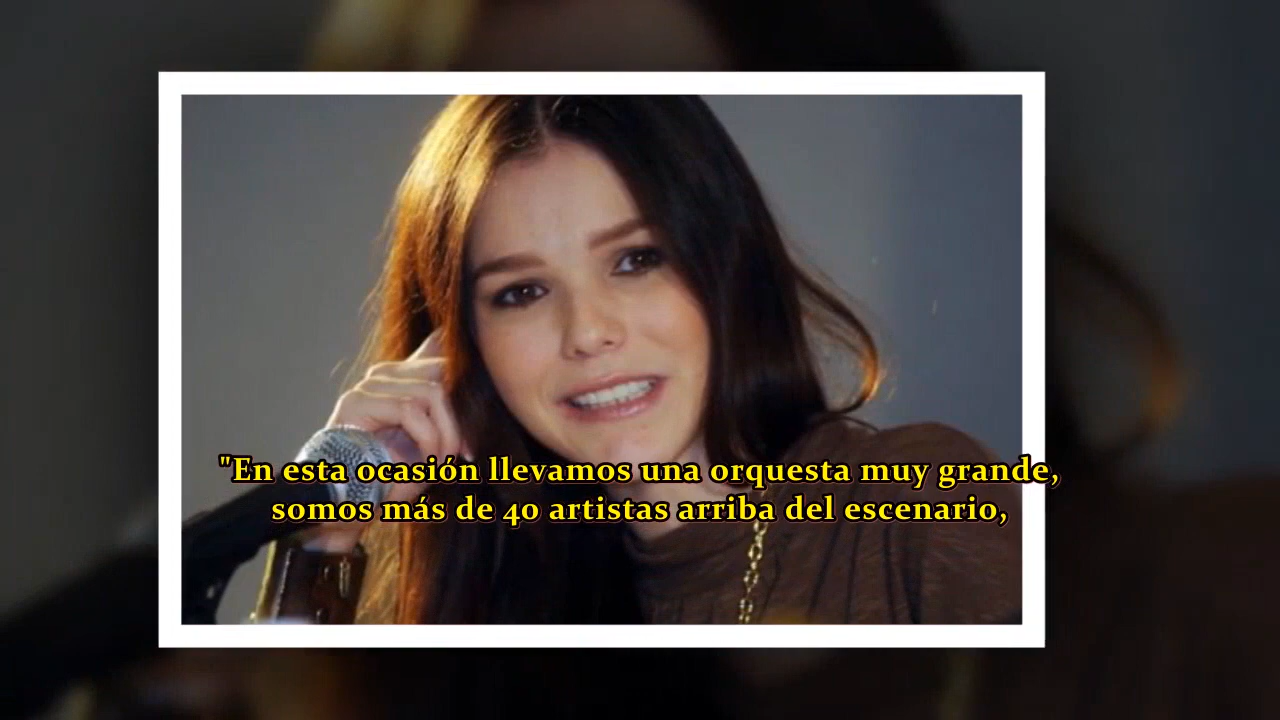 "En esta ocasión llevamos una orquesta muy grande,
somos más de 40 artistas arriba del escenario,